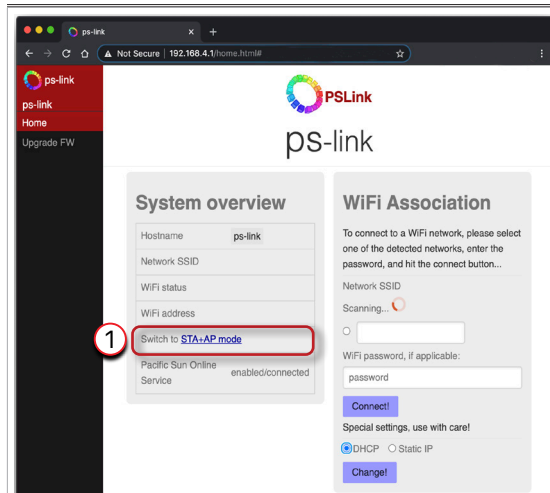 ps-link
Not Secure | 192.168.4.1/home.html#
ps-link
ps-link
Home
Upgrade FW
PSLink
ps-link
System overview
Hostname ps-link
Network SSID
WiFi status
WiFi address
1
Switch to STA+AP mode
Pacific Sun Online
Service
enabled/connected
WiFi Association
To connect to a WiFi network, please select
one of the detected networks, enter the
password, and hit the connect button...
Network SSID
Scanning...
WiFi password, if applicable:
password
Connect!
Special settings, use with care!
DHCP Static IP
Change!